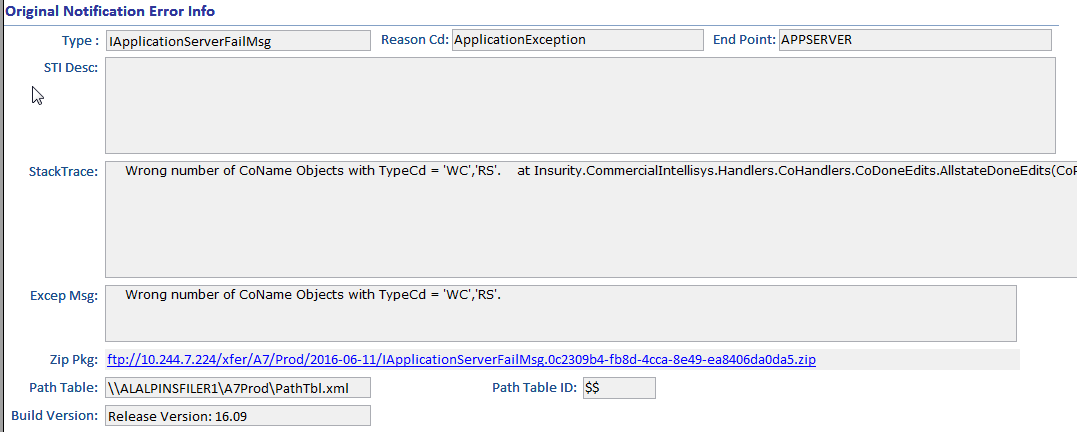 Original Notification Error Info
Type : IApplicationServerFailMsg Reason Cd: ApplicationException End Point: APPSERVER
STI Desc:
StackTrace: Wrong number of CoName Objects with TypeCd = 'WC','RS'. at Insurity.CommercialIntellisys.Handlers.CoHandlers.CoDoneEdits.AllstateDoneEdits(CoP
Excep Msg: Wrong number of CoName Objects with TypeCd = 'WC','RS'.
Zip Pkg: ftp://10.244.7.224/xfer/A7/Prod/2016-06-11/IApplicationServerFailMsg.0c2309b4-fb8d-4cca-8e49-ea8406da0da5.zip
Path Table: \\ALALPINSFILER1\A7Prod\PathTbl.xml Path Table ID: $$
Build Version: Release Version: 16.09